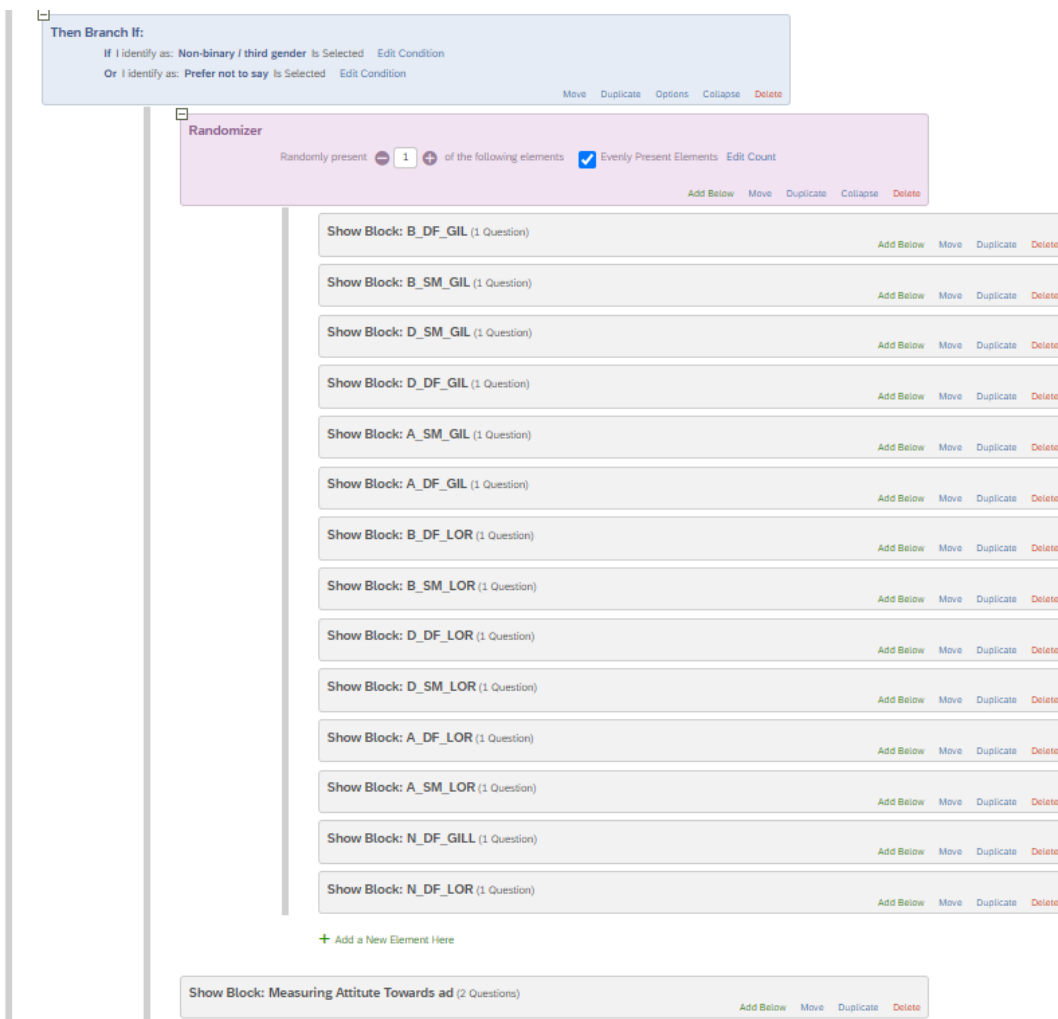 Then Branch If:
If I identify as: Non-binary / third gender Is Selected Edit Condition
Or I identify as: Prefer not to say Is Selected Edit Condition
Move Duplicate Options Collapse Delete
Randomizer
Randomly present 1 of the following elements Evenly Present Elements Edit Count
Add Below Move Duplicate Collapse Delete
Show Block: B_DF_GIL (1 Question)
Add Below Move Duplicate Delete
Show Block: B_SM_GIL (1 Question)
Add Below Move Duplicate Delete
Show Block: D_SM_GIL (1 Question)
Add Below Move Duplicate Delete
Show Block: D_DF_GIL (1 Question)
Add Below Move Duplicate Delete
Show Block: A_SM_GIL (1 Question)
Add Below Move Duplicate Delete
Show Block: A_DF_GIL (1 Question)
Add Below Move Duplicate Delete
Show Block: B_DF_LOR (1 Question)
Add Below Move Duplicate Delete
Show Block: B_SM_LOR (1 Question)
Add Below Move Duplicate Delete
Show Block: D_DF_LOR (1 Question)
Add Below Move Duplicate Delete
Show Block: D_SM_LOR (1 Question)
Add Below Move Duplicate Delete
Show Block: A_DF_LOR (1 Question)
Add Below Move Duplicate Delete
Show Block: A_SM_LOR (1 Question)
Add Below Move Duplicate Delete
Show Block: N_DF_GILL (1 Question)
Add Below Move Duplicate Delete
Show Block: N_DF_LOR (1 Question)
Add Below Move Duplicate Delete
+ Add a New Element Here
Show Block: Measuring Attitute Towards ad (2 Questions)
Add Below Move Duplicate Delete